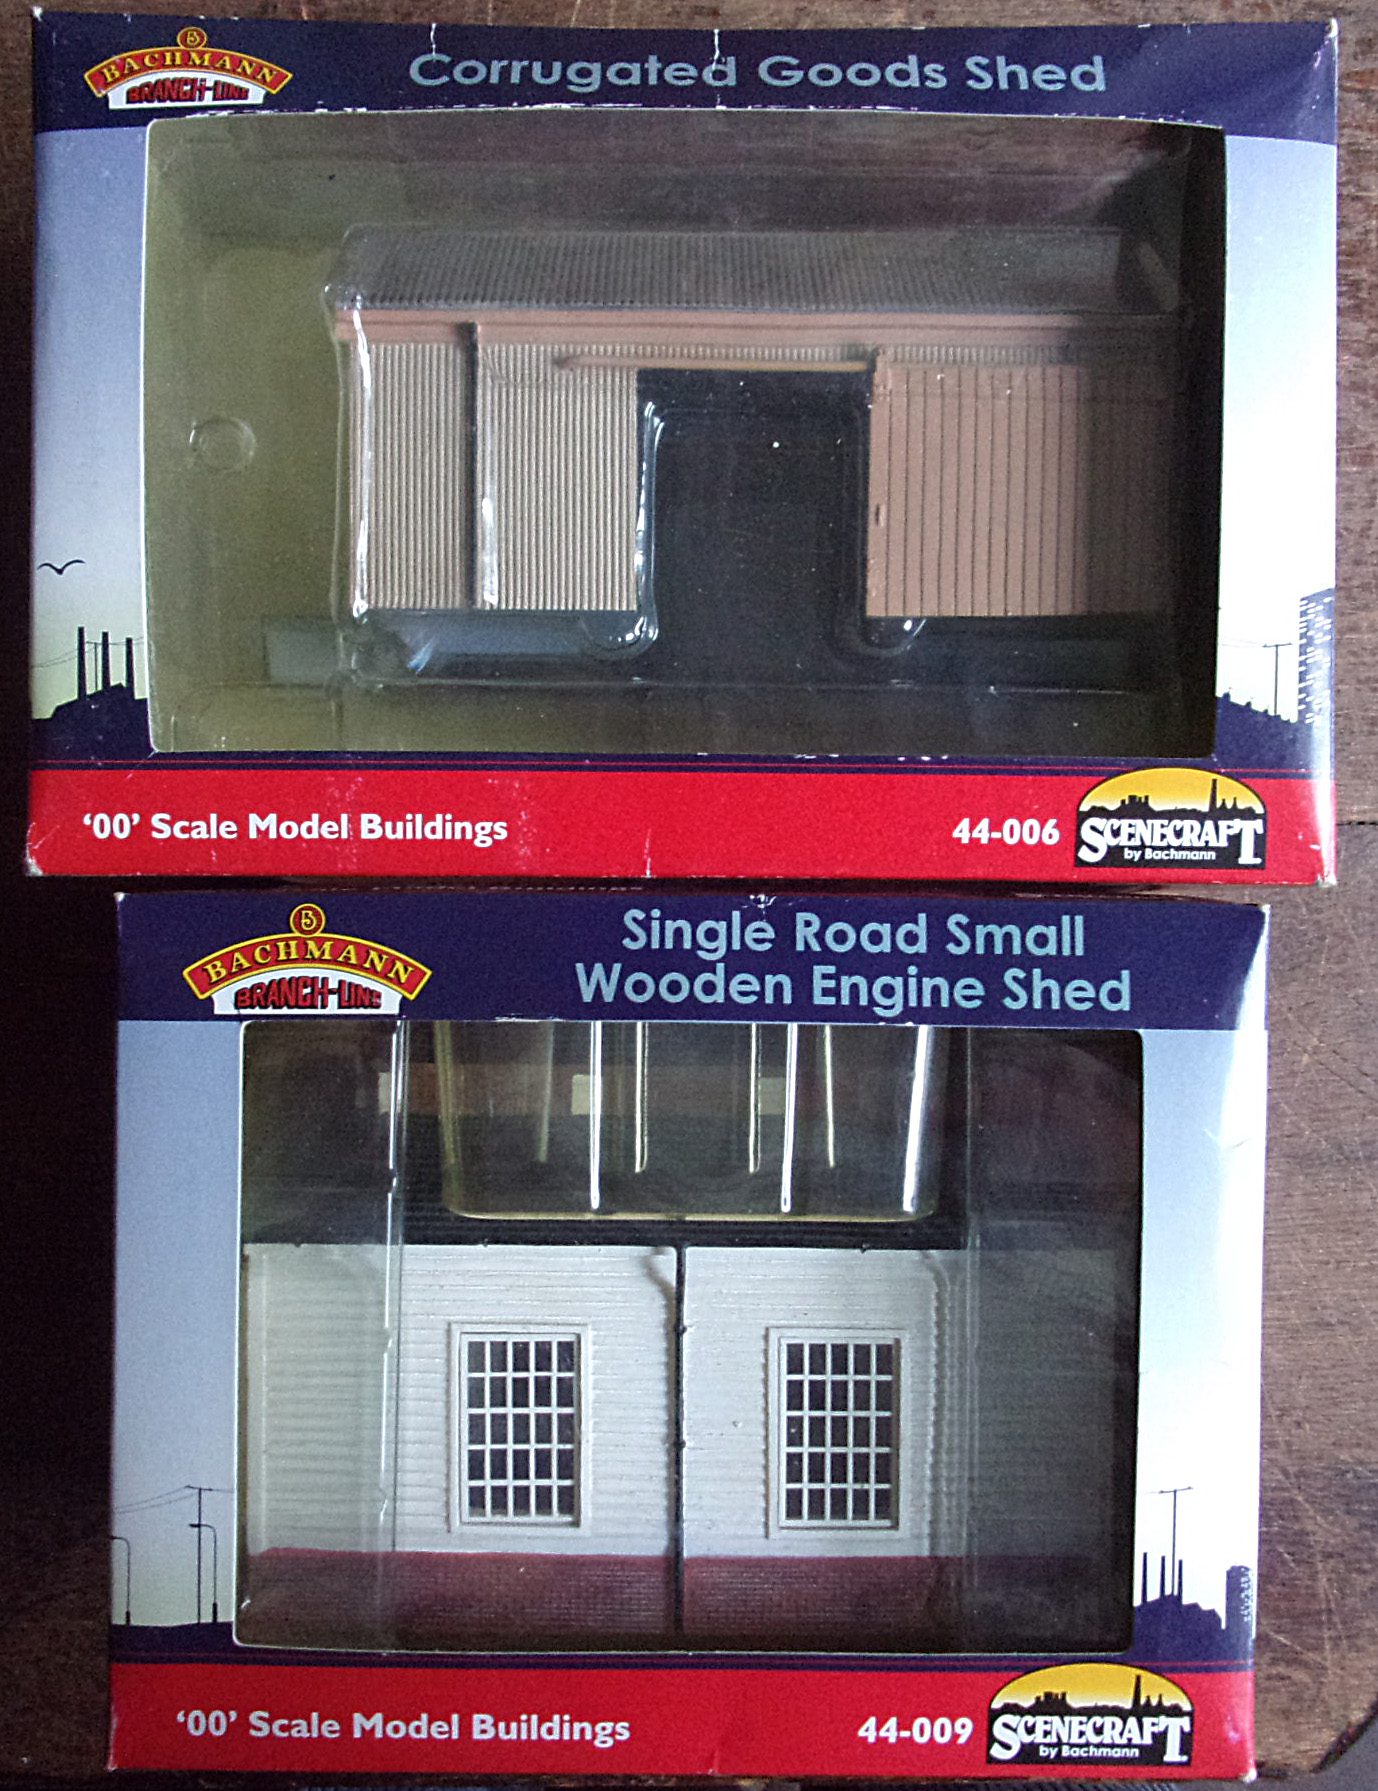 BACHMANN
BRANCH-LINE
Corrugated Goods Shed
‘00’ Scale Model Buildings
44-006
SCENECRAFT
by Bachmann
B
BACHMANN
BRANCH-LINE
Single Road Small
Wooden Engine Shed
‘00’ Scale Model Buildings
44-009
SCENECRAFT
by Bachmann